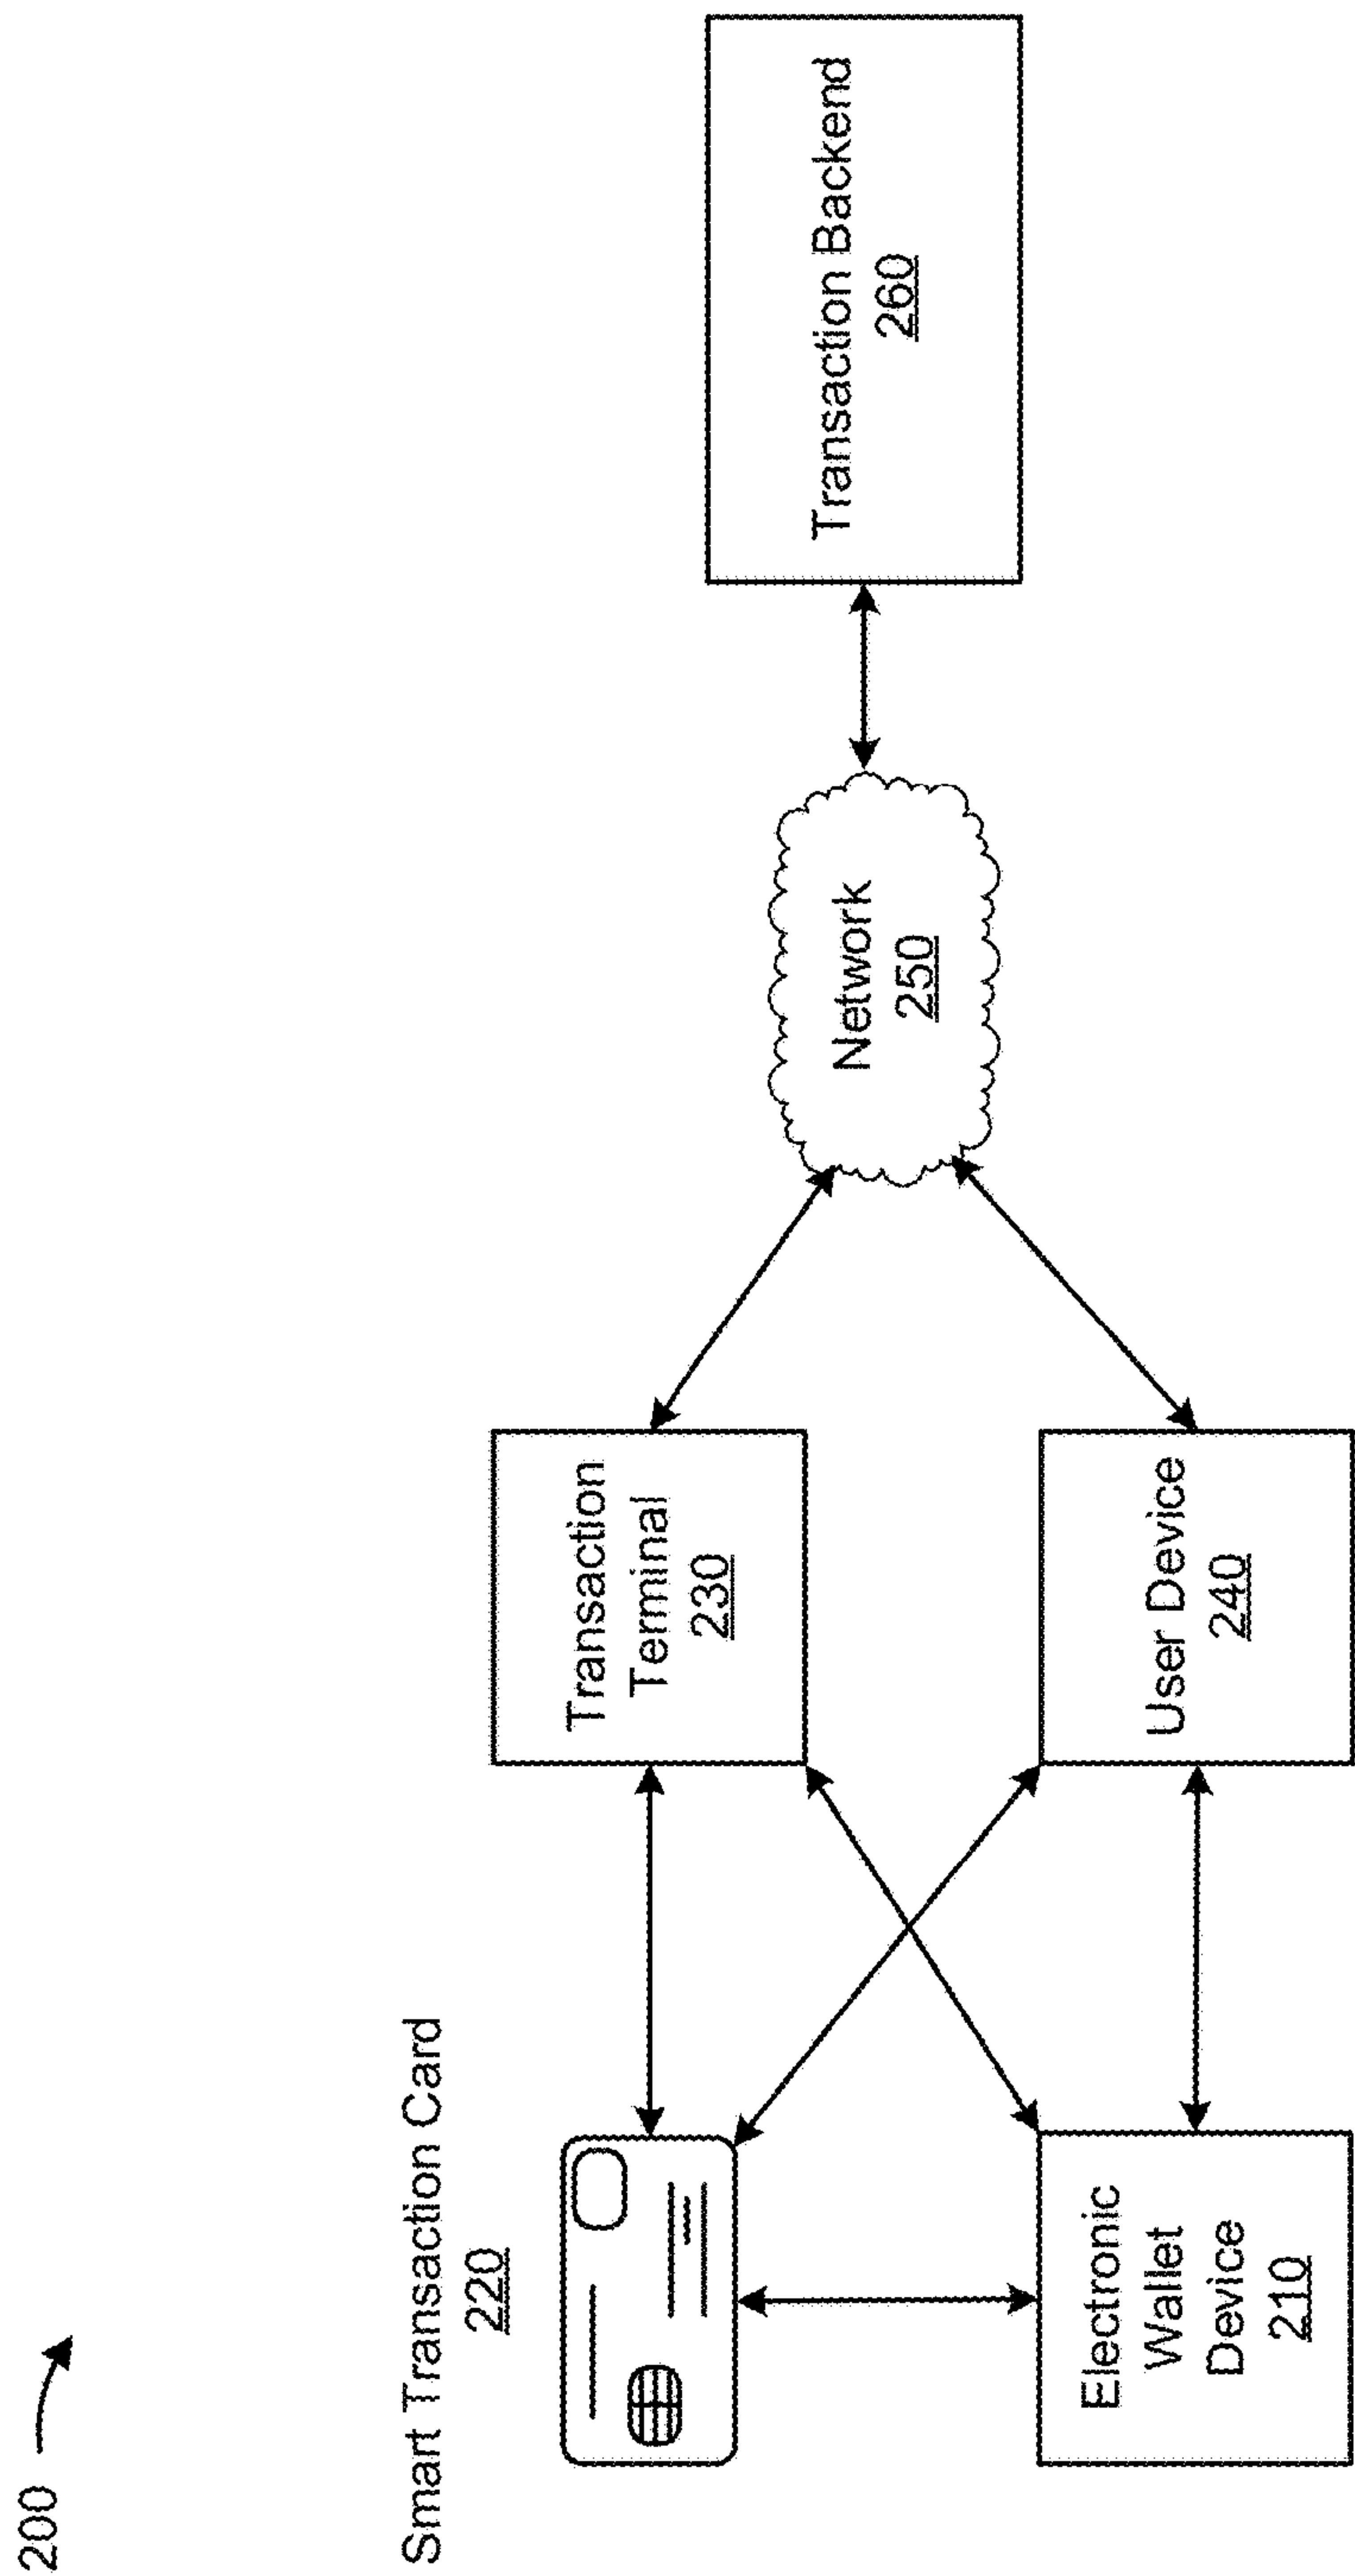 200
Smart Transaction Card
220
Transaction
Terminal
230
Electronic
Wallet
Device
210
User Device
240
Network
250
Transaction Backend
260